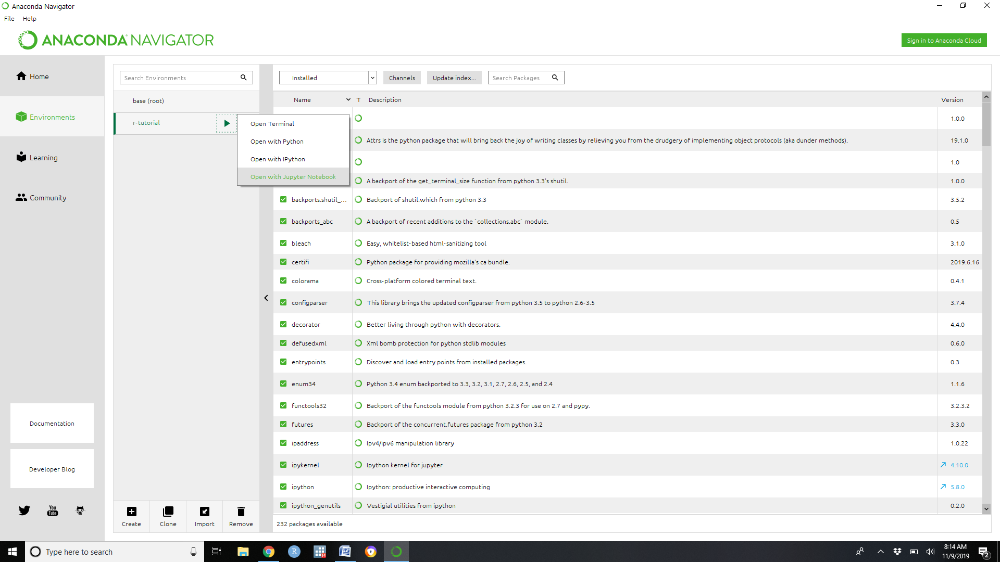 Anaconda Navigator
File Help
ANACONDA NAVIGATOR
Sign in to Anaconda Cloud
Home
Environments
Learning
Community
Documentation
Developer Blog
You
Tube
Search Environments
base (root)
r-tutorial
Open Terminal
Open with Python
Open with IPython
Open with Jupyter Notebook
Create Clone Import Remove
Installed Channels Update index... Search Packages
Name T Description Version
1.0.0
Attrs is the python package that will bring back the joy of writing classes by relieving you from the drudgery of implementing object protocols (aka dunder methods). 19.1.0
1.0
A backport of the get_terminal_size function from python 3.3's shutil. 1.0.0
backports.shutil_... Backport of shutil.which from python 3.3 3.5.2
backports_abc A backport of recent additions to the `collections.abc` module. 0.5
bleach Easy, whitelist-based html-sanitizing tool 3.1.0
certifi Python package for providing mozilla's ca bundle. 2019.6.16
colorama Cross-platform colored terminal text. 0.4.1
configparser This library brings the updated configparser from python 3.5 to python 2.6-3.5 3.7.4
decorator Better living through python with decorators. 4.4.0
defusedxml Xml bomb protection for python stdlib modules 0.6.0
entrypoints Discover and load entry points from installed packages. 0.3
enum34 Python 3.4 enum backported to 3.3, 3.2, 3.1, 2.7, 2.6, 2.5, and 2.4 1.1.6
functools32 Backport of the functools module from python 3.2.3 for use on 2.7 and pypy. 3.2.3.2
futures Backport of the concurrent.futures package from python 3.2 3.3.0
ipaddress Ipv4/ipv6 manipulation library 1.0.22
ipykernel Ipython kernel for jupyter 4.10.0
ipython Ipython: productive interactive computing 5.8.0
ipython_genutils Vestigial utilities from ipython 0.2.0
232 packages available
Type here to search
R
14
W
8:14 AM
11/9/2019
2